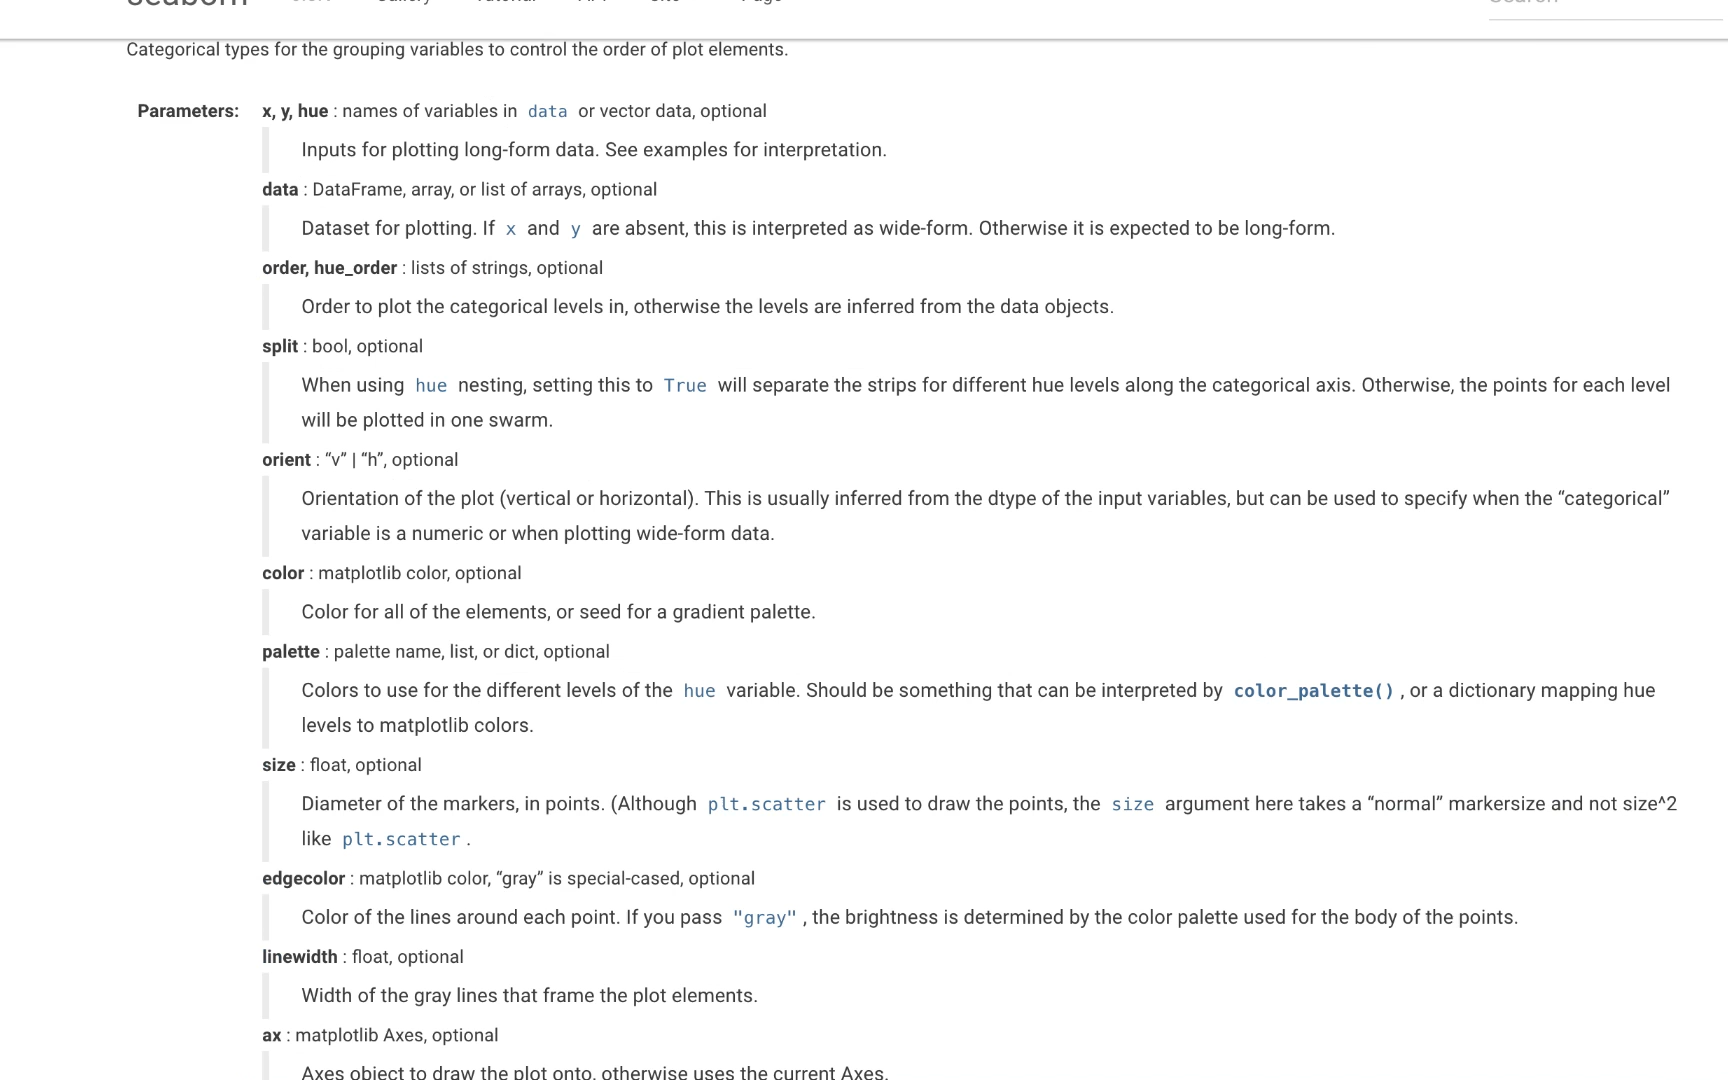 seaborn Gallery Tutorial API Site Page Search
Categorical types for the grouping variables to control the order of plot elements.
Parameters: x, y, hue : names of variables in data or vector data, optional
Inputs for plotting long-form data. See examples for interpretation.
data : DataFrame, array, or list of arrays, optional
Dataset for plotting. If x and y are absent, this is interpreted as wide-form. Otherwise it is expected to be long-form.
order, hue_order : lists of strings, optional
Order to plot the categorical levels in, otherwise the levels are inferred from the data objects.
split : bool, optional
When using hue nesting, setting this to True will separate the strips for different hue levels along the categorical axis. Otherwise, the points for each level
will be plotted in one swarm.
orient : “v” | “h”, optional
Orientation of the plot (vertical or horizontal). This is usually inferred from the dtype of the input variables, but can be used to specify when the “categorical”
variable is a numeric or when plotting wide-form data.
color : matplotlib color, optional
Color for all of the elements, or seed for a gradient palette.
palette : palette name, list, or dict, optional
Colors to use for the different levels of the hue variable. Should be something that can be interpreted by color_palette() , or a dictionary mapping hue
levels to matplotlib colors.
size : float, optional
Diameter of the markers, in points. (Although plt.scatter is used to draw the points, the size argument here takes a “normal” markersize and not size^2
like plt.scatter .
edgecolor : matplotlib color, “gray” is special-cased, optional
Color of the lines around each point. If you pass "gray" , the brightness is determined by the color palette used for the body of the points.
linewidth : float, optional
Width of the gray lines that frame the plot elements.
ax : matplotlib Axes, optional
Axes object to draw the plot onto, otherwise uses the current Axes.